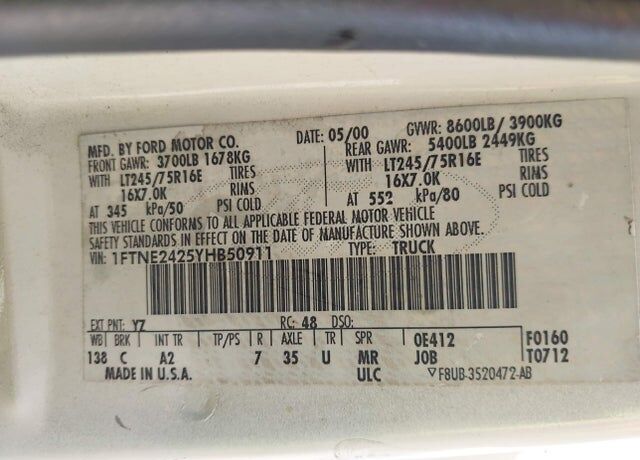 MFD. BY FORD MOTOR CO. DATE: 05/00 GVWR: 8600LB/ 3900KG
FRONT GAWR: 3700LB 1678KG REAR GAWR: 5400LB 2449KG
WITH LT245/75R16E TIRES WITH LT245/75R16E TIRES
16X7.0K RIMS 16X7.0K RIMS
AT 345 kPa/50 PSI COLD AT 552 kPa/80 PSI COLD
THIS VEHICLE CONFORMS TO ALL APPLICABLE FEDERAL MOTOR VEHICLE
SAFETY STANDARDS IN EFFECT ON DATE OF MANUFACTURE SHOWN ABOVE.
VIN: 1FTNE2425YHB50911 TYPE: TRUCK
EXT PNT: YZ RC: 48 DSO:
WB BRK INT TR TP/PS R AXLE TR SPR 0E412 F0160
138 C A2 7 35 U MR JOB T0712
MADE IN U.S.A. ULC ▽F8UB-3520472-AB